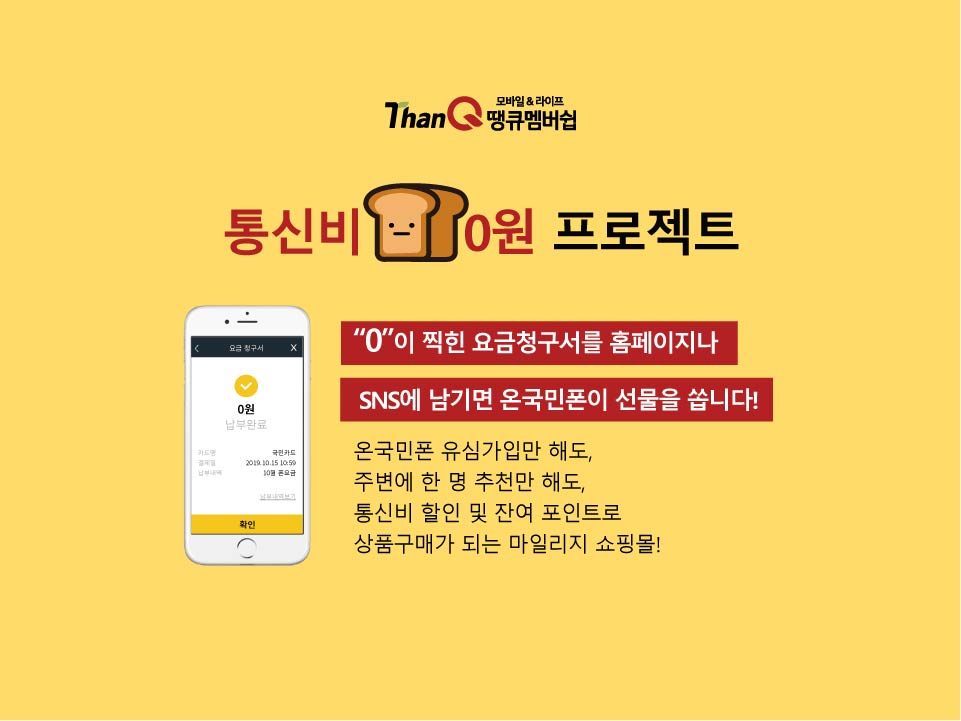 ThanQ 모바일 & 라이프
땡큐멤버쉽
통신비 0원 프로젝트
요금 청구서 X
0원
납부완료
카드명 국민카드
결제일 2019.10.15 10:59
납부내역 10월 폰요금
납부내역보기
확인
“0”이 찍힌 요금청구서를 홈페이지나
SNS에 남기면 온국민폰이 선물을 쏩니다!
온국민폰 유심가입만 해도,
주변에 한 명 추천만 해도,
통신비 할인 및 잔여 포인트로
상품구매가 되는 마일리지 쇼핑몰!